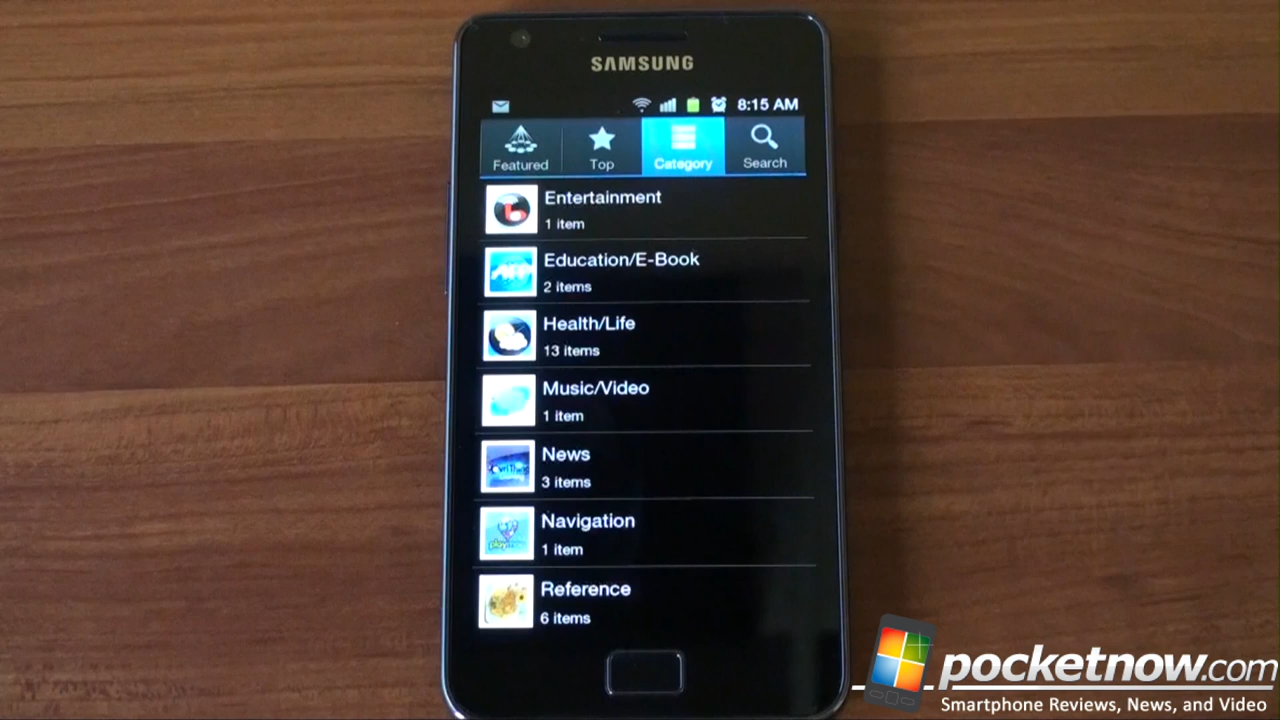 SAMSUNG
8:15 AM
Featured
Top
Category
Search
Entertainment
1 item
Education/E-Book
2 items
Health/Life
13 items
Music/Video
1 item
News
3 items
Navigation
1 item
Reference
6 items
pocketnow.com
Smartphone Reviews, News, and Video